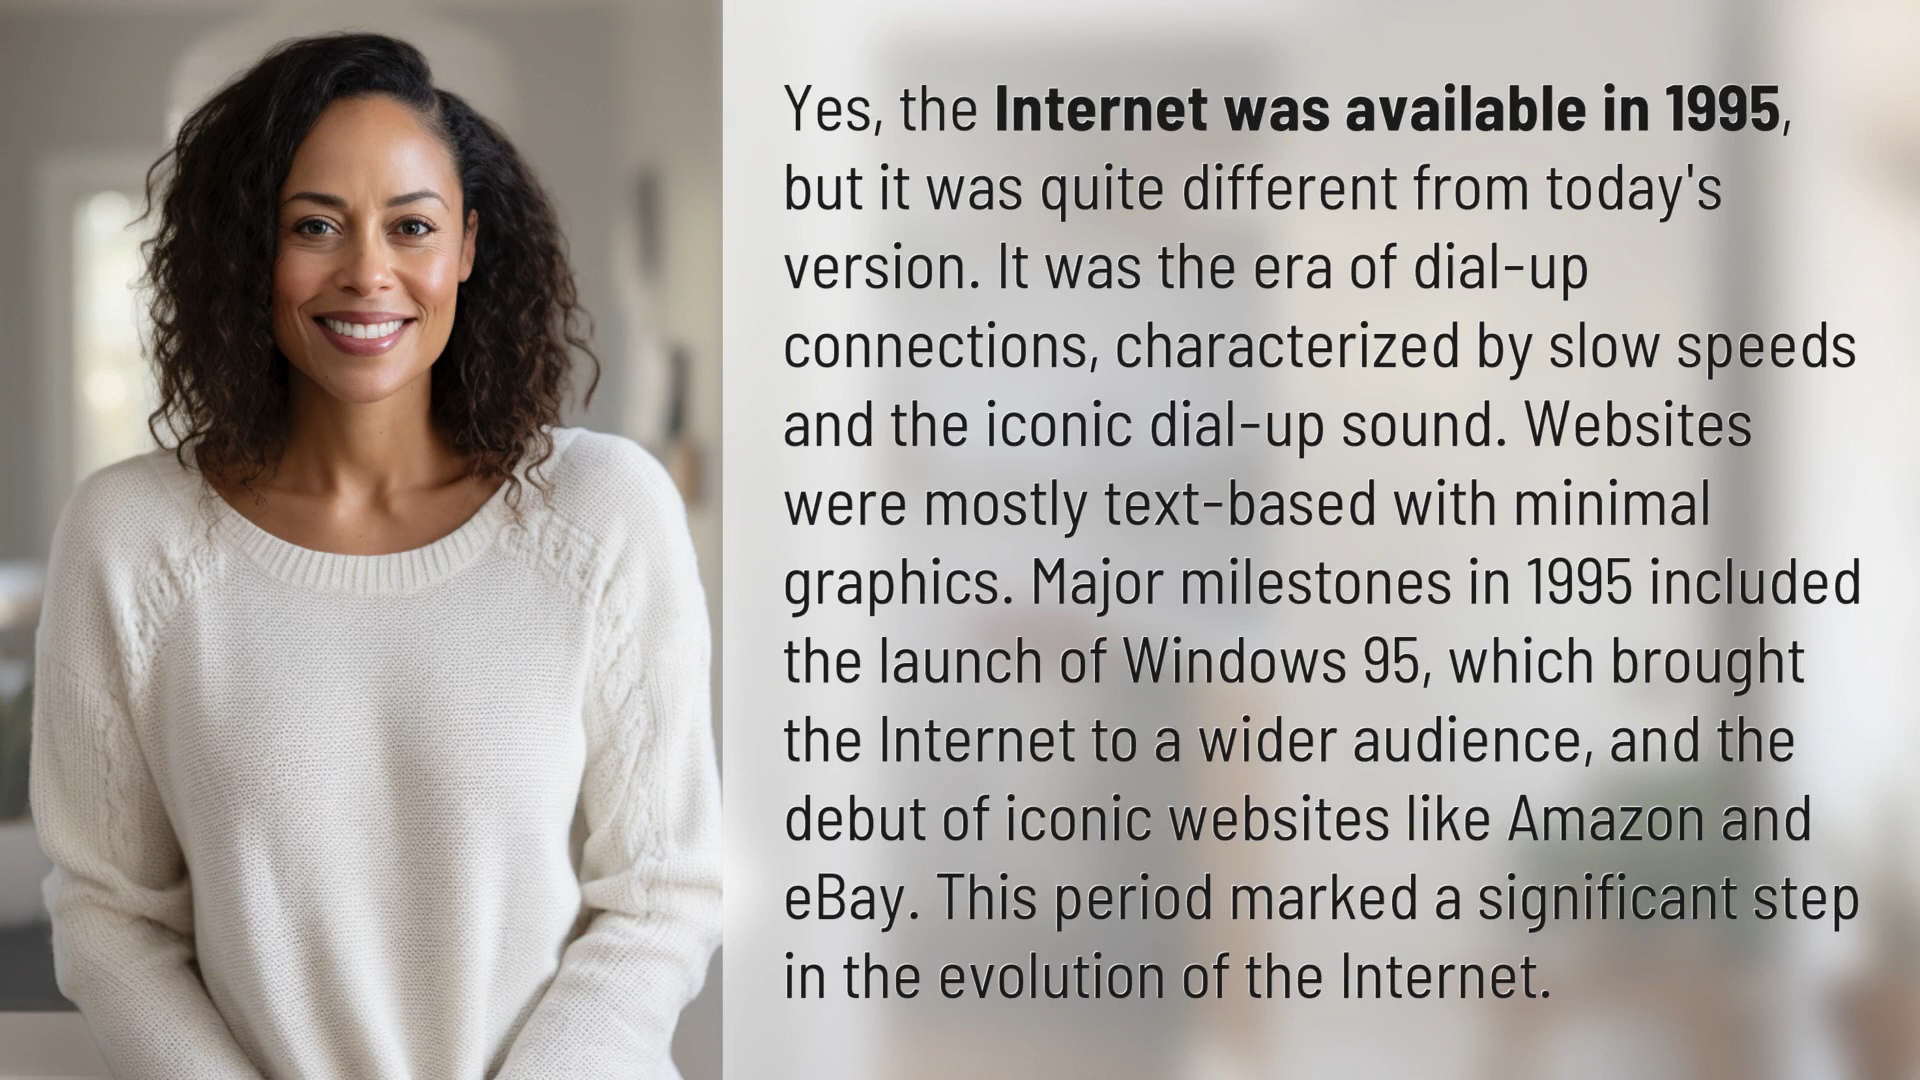 Yes, the Internet was available in 1995,
but it was quite different from today's
version. It was the era of dial-up
connections, characterized by slow speeds
and the iconic dial-up sound. Websites
were mostly text-based with minimal
graphics. Major milestones in 1995 included
the launch of Windows 95, which brought
the Internet to a wider audience, and the
debut of iconic websites like Amazon and
eBay. This period marked a significant step
in the evolution of the Internet.